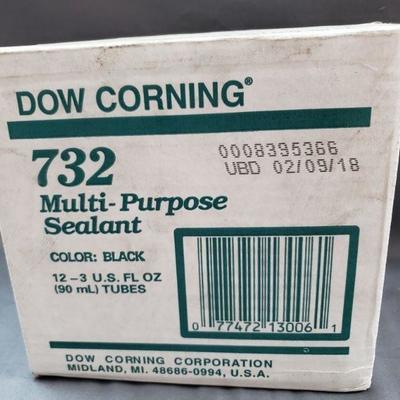 DOW CORNING®
732
Multi-Purpose
Sealant
0008395366
UBD 02/09/18
COLOR: BLACK
12-3 U.S. FL OZ
(90 mL) TUBES
0 77472 13006 1
DOW CORNING CORPORATION
MIDLAND, MI. 48686-0994, U.S.A.